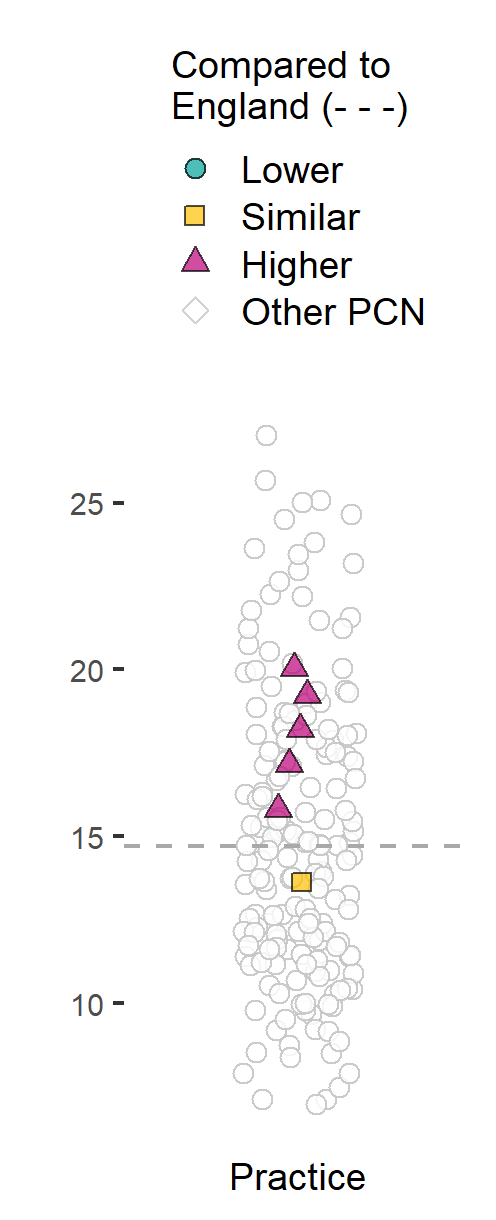 Compared to
England (- - -)
Lower
Similar
Higher
Other PCN
25
20
15
10
Practice